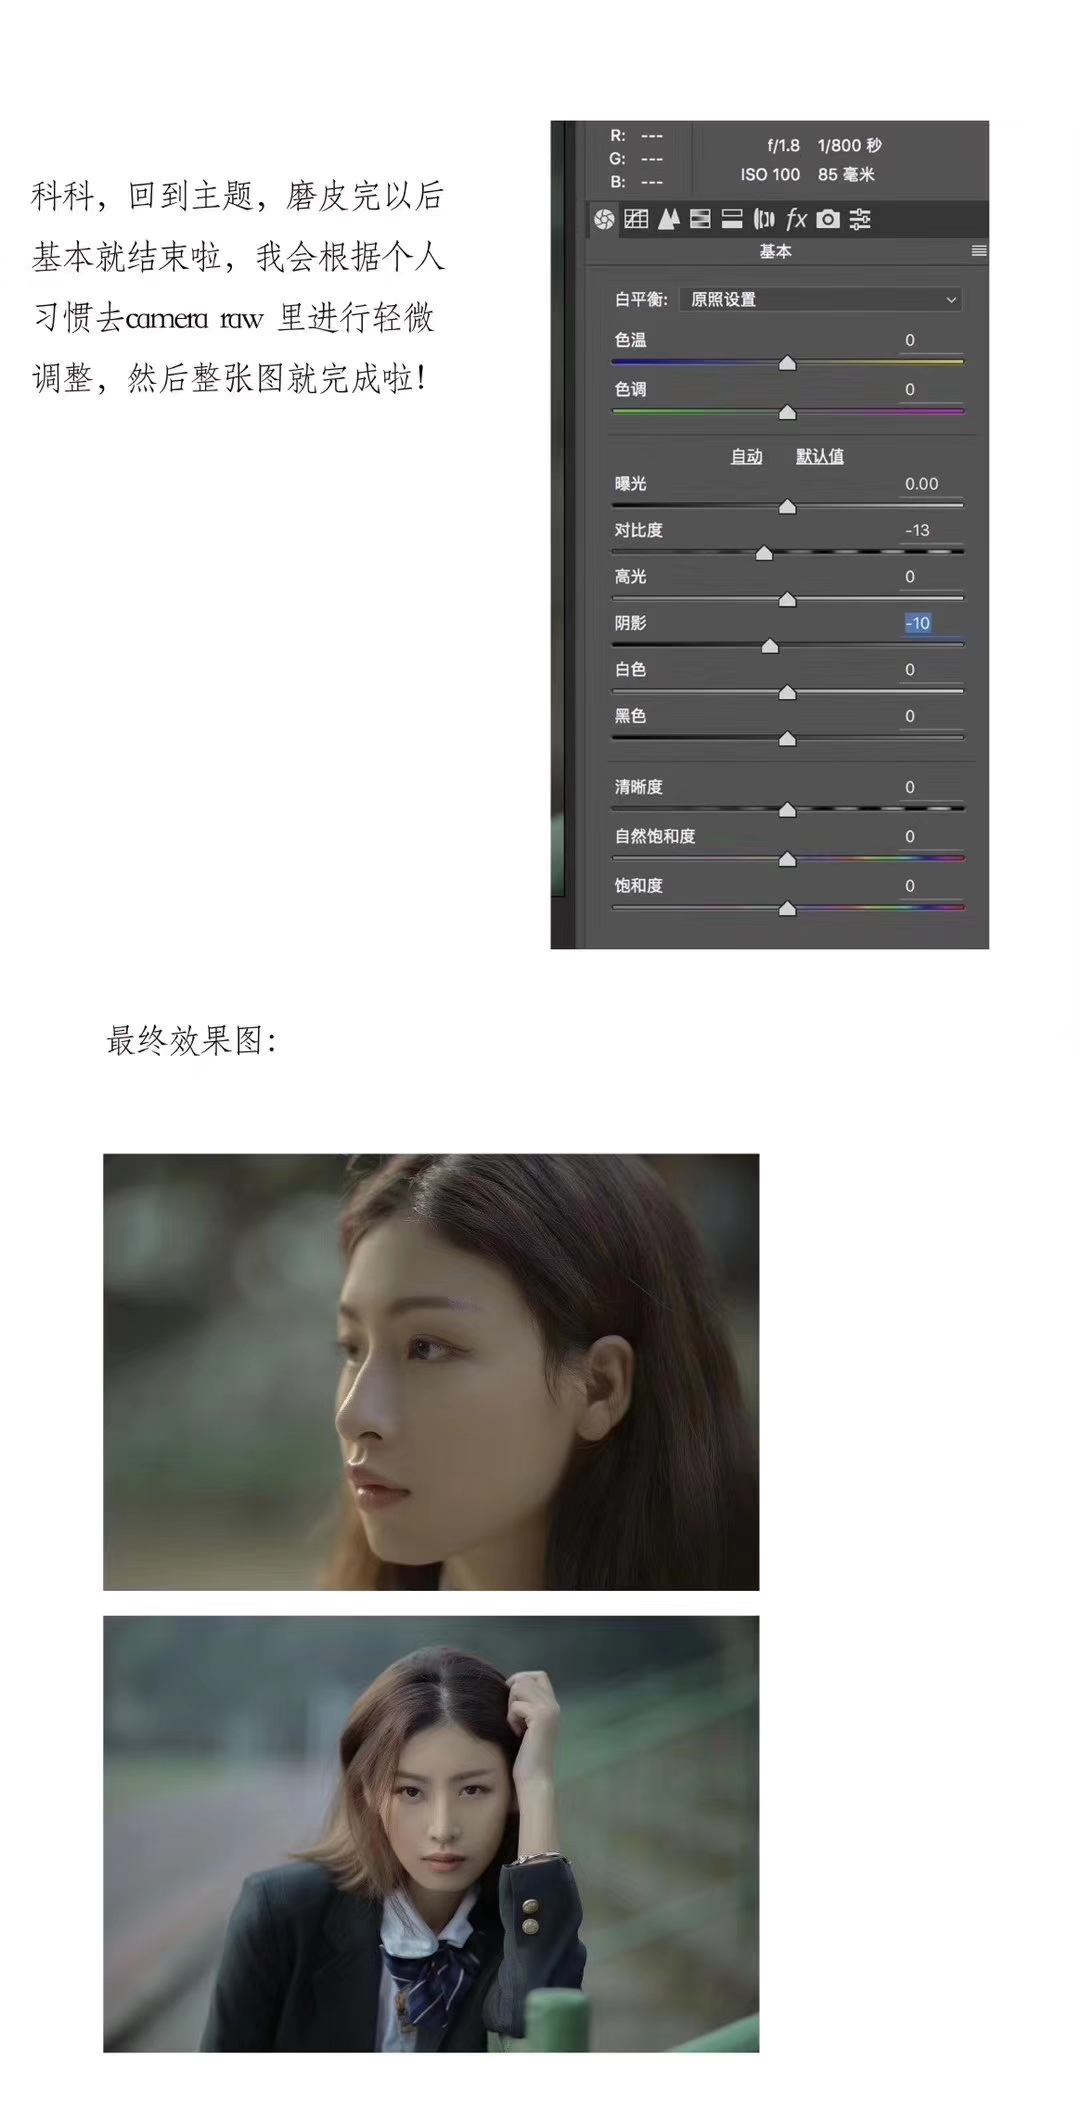 科科，回到主题，磨皮完以后
基本就结束啦，我会根据个人
习惯去camera raw 里进行轻微
调整，然后整张图就完成啦！
R: ---
G: ---
B: ---
f/1.8 1/800 秒
ISO 100 85 毫米
fx
基本
白平衡: 原照设置
色温 0
色调 0
自动 默认值
曝光 0.00
对比度 -13
高光 0
阴影 -10
白色 0
黑色 0
清晰度 0
自然饱和度 0
饱和度 0
最终效果图：